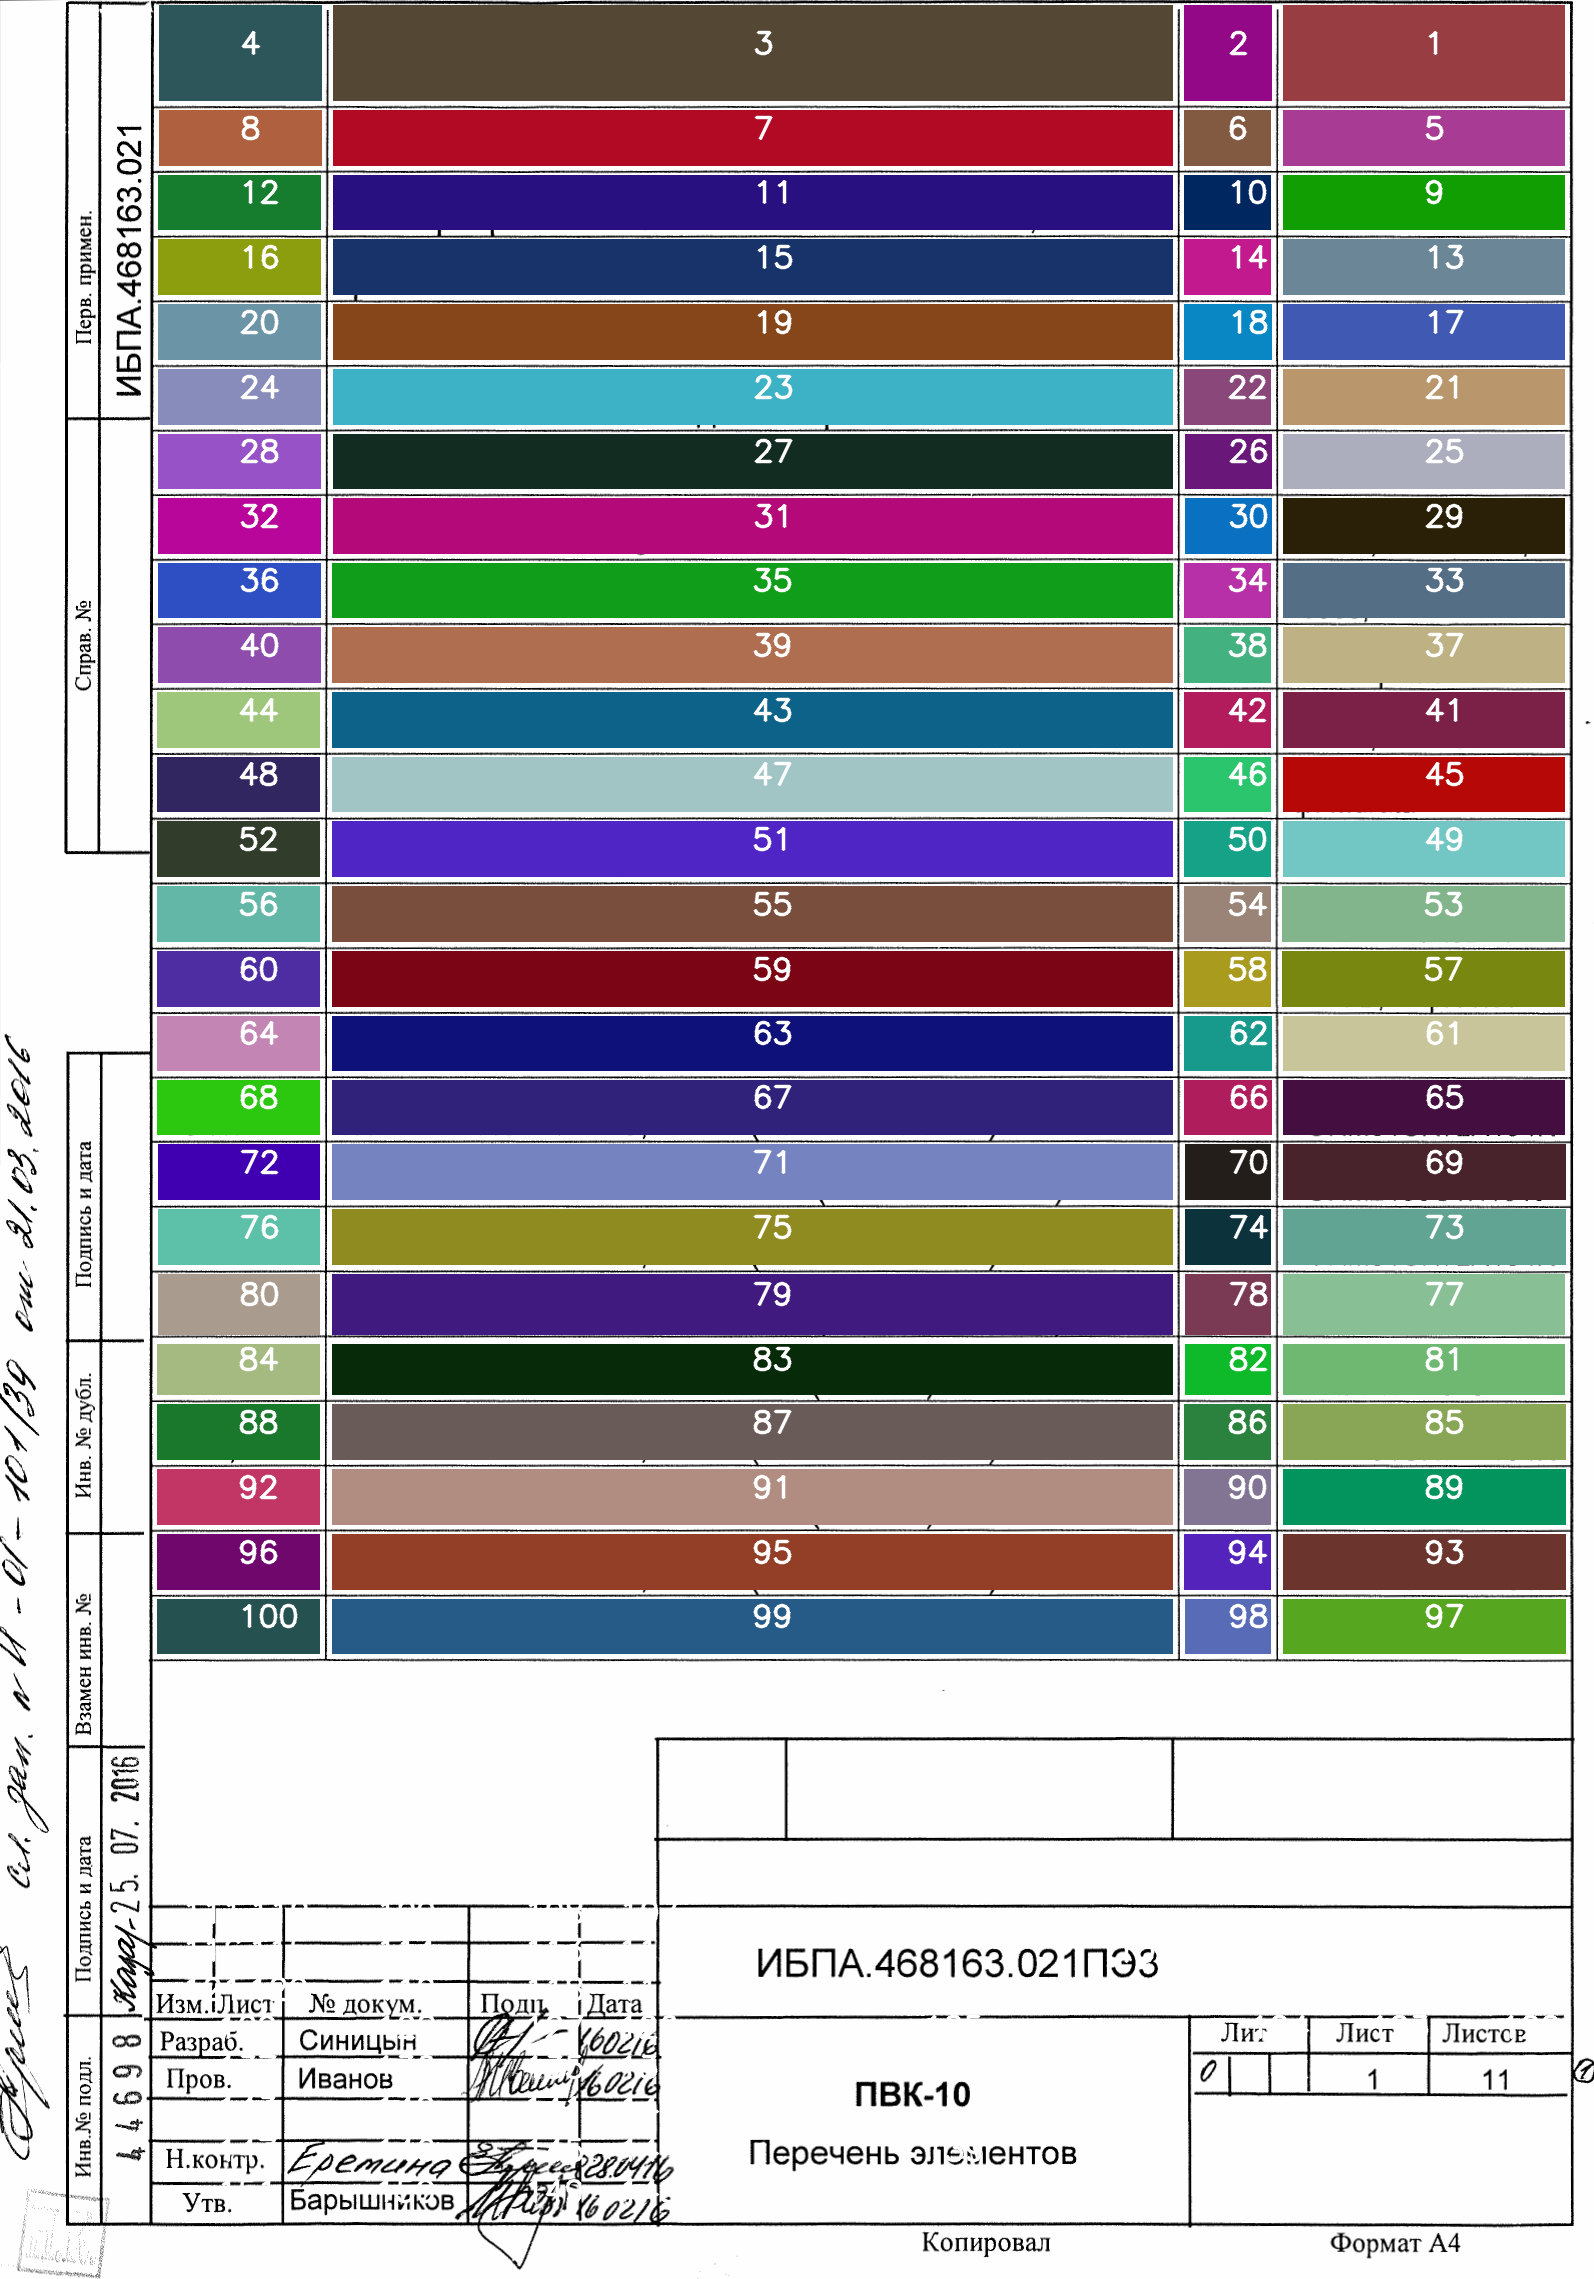 4 3 2 1
8 7 6 5
12 11 10 9
16 15 14 13
20 19 18 17
24 23 22 21
28 27 26 25
32 31 30 29
36 35 34 33
40 39 38 37
44 43 42 41
48 47 46 45
52 51 50 49
56 55 54 53
60 59 58 57
64 63 62 61
68 67 66 65
72 71 70 69
76 75 74 73
80 79 78 77
84 83 82 81
88 87 86 85
92 91 90 89
96 95 94 93
100 99 98 97
Перв. примен.
ИБПА.468163.021
Справ. №
Подпись и дата
Инв. № дубл.
Взамен инв. №
Подпись и дата
25. 07. 2016
Инв.№ подл.
44698
от 21.03.2016
ИБПА.468163.021ПЭ3
Изм. Лист № докум. Подп. Дата
Разраб. Синицын 160216
Пров. Иванов 160216
Н.контр. Еремина 280416
Утв. Барышников 160216
ПВК-10
Перечень элементов
Лит Лист Листов
О 1 11
Копировал Формат А4